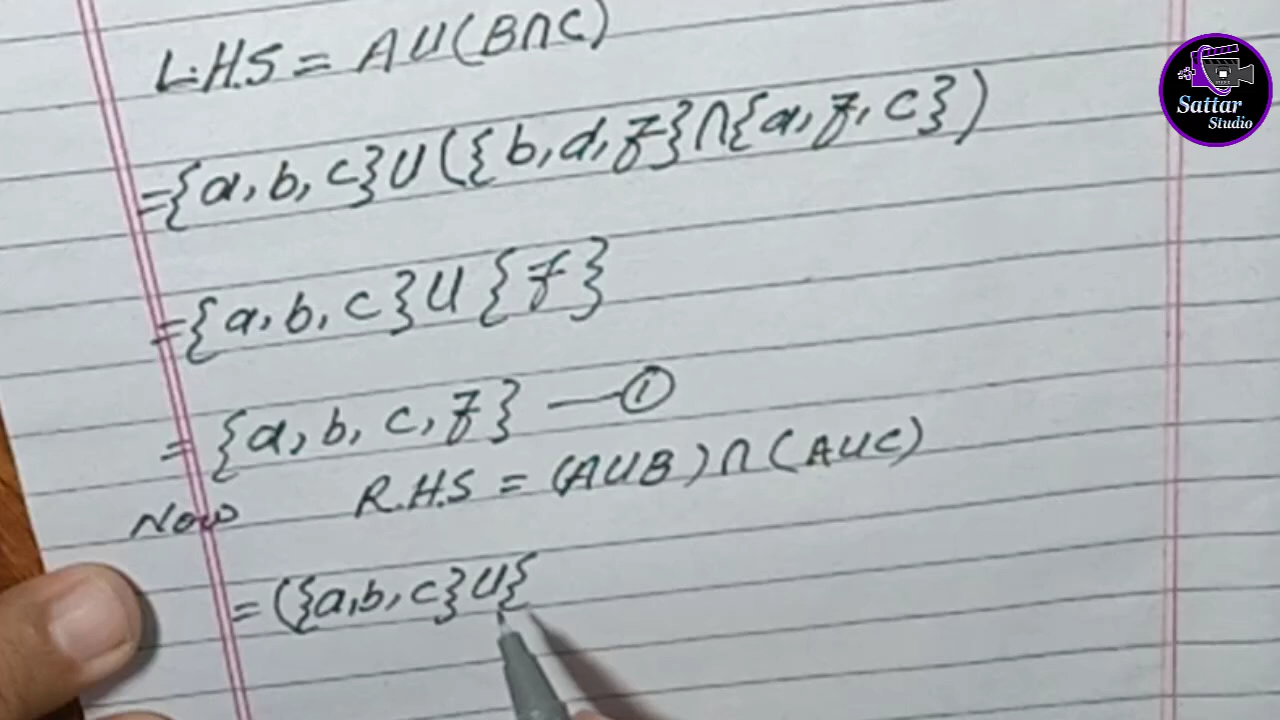 L.H.S = A∪(B∩C)
={a, b, c}∪({b, d, f}∩{a, f, c})
={a, b, c}∪{f}
={a, b, c, f} — ①
Now R.H.S = (A∪B)∩(A∪C)
=({a, b, c}∪{
Sattar
Studio